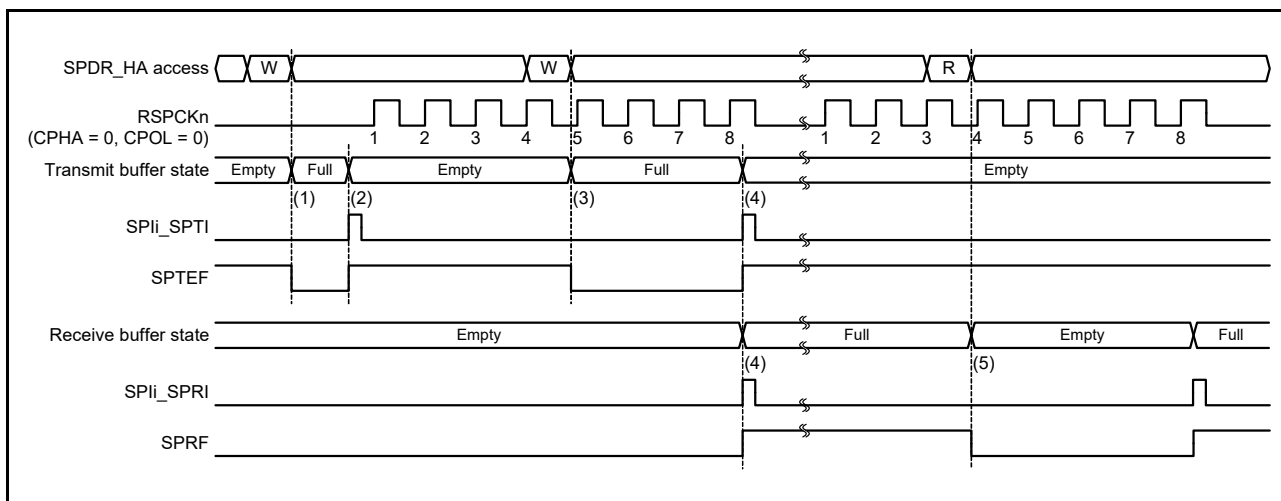 SPDR_HA access W W R
RSPCKn
(CPHA = 0, CPOL = 0) 1 2 3 4 5 6 7 8 1 2 3 4 5 6 7 8
Transmit buffer state Empty Full Empty Full Empty
(1) (2) (3) (4)
SPIi_SPTI
SPTEF
Receive buffer state Empty Full Empty Full
(4) (5)
SPIi_SPRI
SPRF